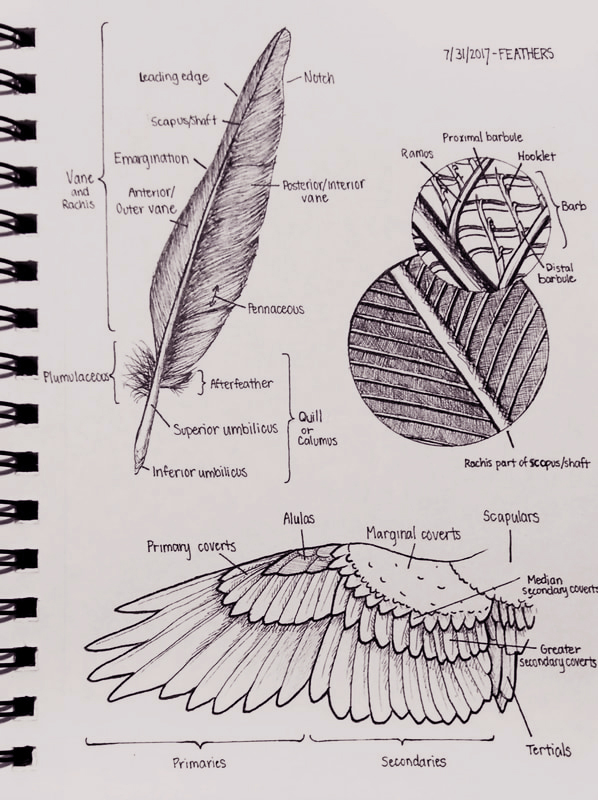 7/31/2017-FEATHERS
Leading edge
Notch
Scapus/Shaft
Emargination
Vane
and
Rachis
Anterior/
Outer vane
Posterior/Interior
vane
Pennaceous
Plumulaceous
Afterfeather
Superior umbilicus
Quill
or
Calumus
Inferior umbilicus
Proximal barbule
Ramos
Hooklet
Barb
Distal
barbule
Rachis part of scapus/shaft
Alulas
Marginal coverts
Scapulars
Primary coverts
Median
secondary coverts
Greater
secondary coverts
Tertials
Primaries
Secondaries